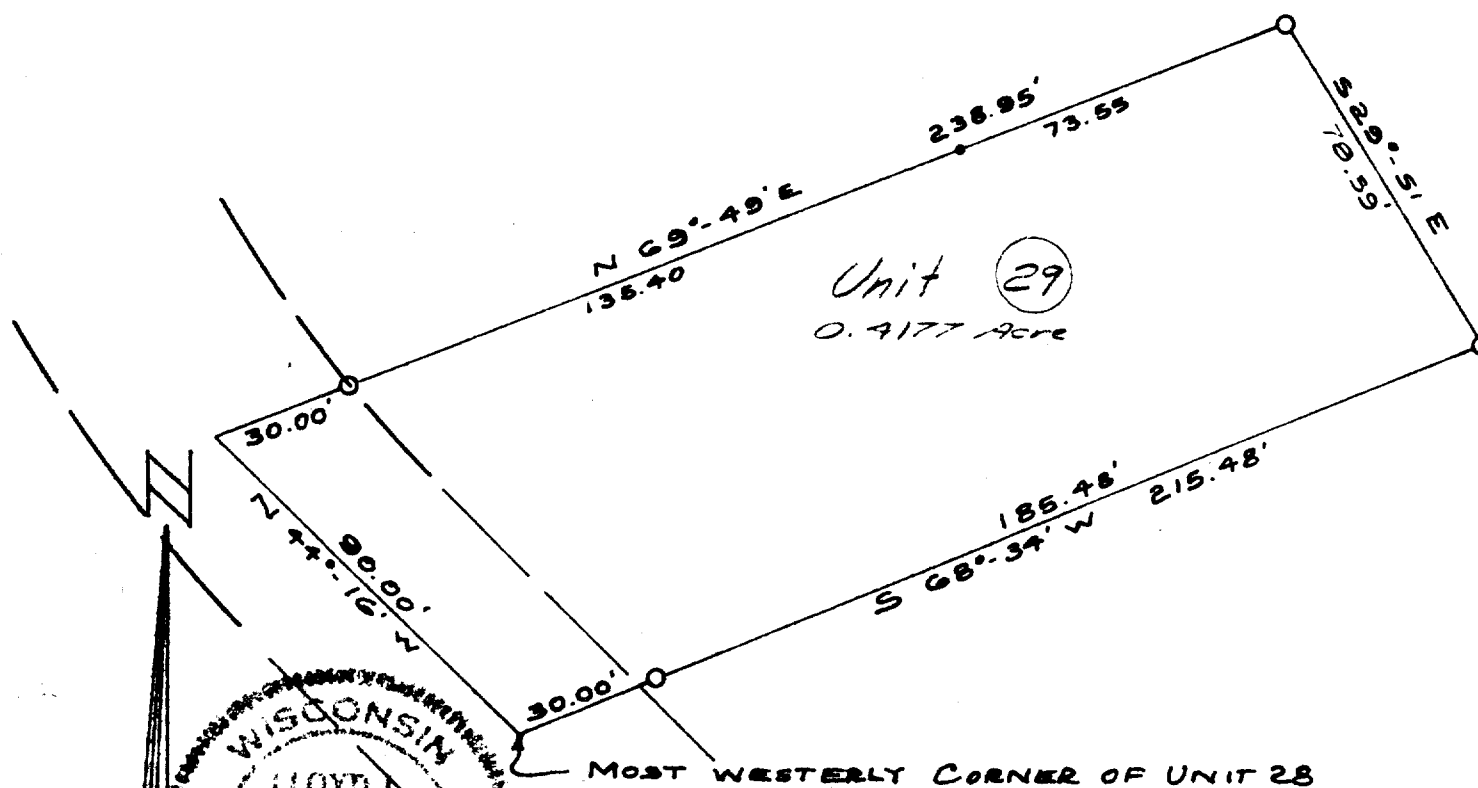 238.95'
73.55
S 29°-51' E
78.59'
N 69°-49' E
135.40
Unit 29
0.4177 Acre
30.00'
N
90.00'
N 44°-16' W
185.48'
215.48'
S 68°-34' W
30.00'
WISCONSIN
MOST WESTERLY CORNER OF UNIT 28